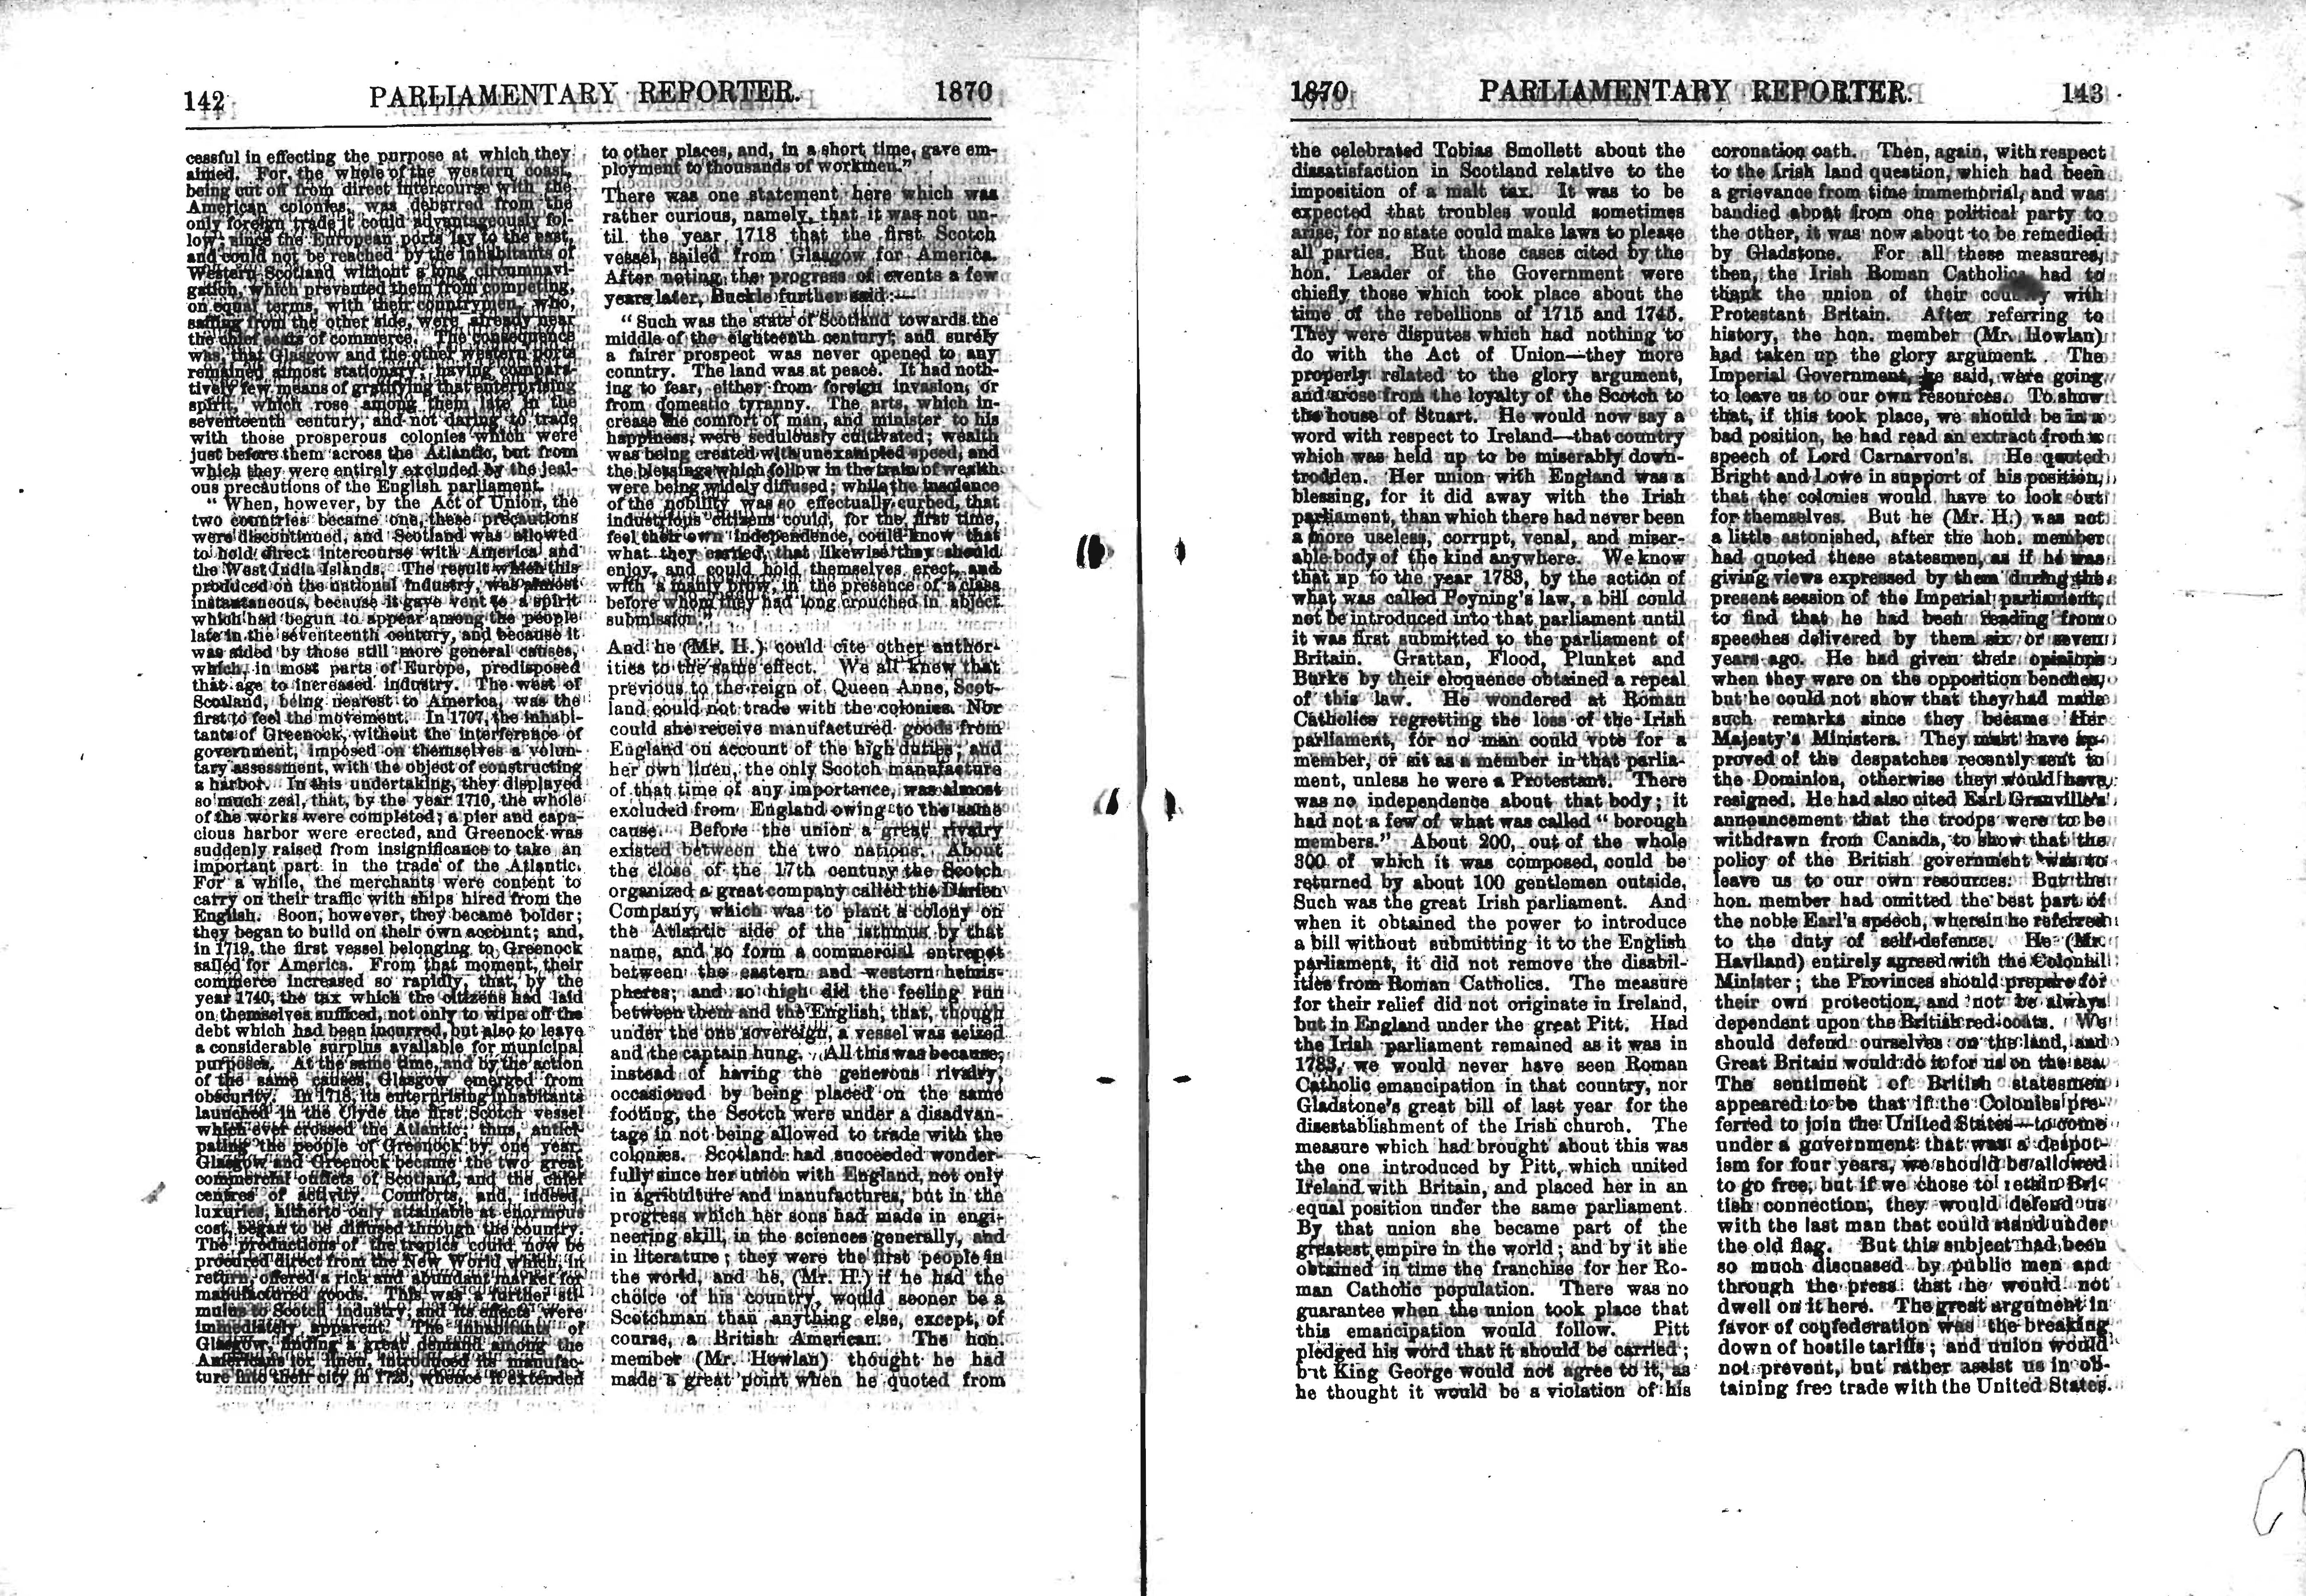 142 PARLIAMENTARY REPORTER. 1870
cessful in effecting the purpose at which they
aimed. For, the whole of the western coast,
being cut off from direct intercourse with the
American colonies, was debarred from the
only foreign trade it could advantageously fol-
low; since the European ports lay to the east,
and could not be reached by the inhabitants of
Western Scotland without a long circumnavi-
gation, which prevented them from competing,
on equal terms, with their countrymen, who,
sailing from the other side, were already near
the chief seats of commerce. The consequence
was, that Glasgow and the other western ports
remained almost stationary; having compara-
tively few means of gratifying that enterprising
spirit, which rose among them late in the
seventeenth century, and not daring to trade
with those prosperous colonies which were
just before them across the Atlantic, but from
which they were entirely excluded by the jeal-
ous precautions of the English parliament.
" When, however, by the Act of Union, the
two countries became one, these precautions
were discontinued, and Scotland was allowed
to hold direct intercourse with America and
the West India Islands. The result which this
produced on the national industry, was almost
instantaneous, because it gave vent to a spirit
which had begun to appear among the people
late in the seventeenth century, and because it
was aided by those still more general causes,
which, in most parts of Europe, predisposed
that age to increased industry. The west of
Scotland, being nearest to America, was the
first to feel the movement. In 1707, the inhabi-
tants of Greenock, without the interference of
government, imposed on themselves a volun-
tary assessment, with the object of constructing
a harbor. In this undertaking, they displayed
so much zeal, that, by the year 1710, the whole
of the works were completed; a pier and capa-
cious harbor were erected, and Greenock was
suddenly raised from insignificance to take an
important part in the trade of the Atlantic.
For a while, the merchants were content to
carry on their traffic with ships hired from the
English. Soon, however, they became bolder;
they began to build on their own account; and,
in 1719, the first vessel belonging to Greenock
sailed for America. From that moment, their
commerce increased so rapidly, that, by the
year 1740, the tax which the citizens had laid
on themselves sufficed, not only to wipe off the
debt which had been incurred, but also to leave
a considerable surplus available for municipal
purposes. At the same time, and by the action
of the same causes, Glasgow emerged from
obscurity. In 1718, its enterprising inhabitants
launched in the Clyde the first Scotch vessel
which ever crossed the Atlantic; thus, antici-
pating the people of Greenock by one year.
Glasgow and Greenock became the two great
commercial outlets of Scotland, and the chief
centres of activity. Comforts, and, indeed,
luxuries, hitherto only attainable at enormous
cost, began to be diffused through the country.
The productions of the tropics could now be
procured direct from the New World which, in
return, offered a rich and abundant market for
manufactured goods. This was a further sti-
mulus to Scotch industry, and its effects were
immediately apparent. The inhabitants of
Glasgow, finding a great demand among the
Americans for linen, introduced its manufac-
ture into their city in 1725, whence it extended
to other places, and, in a short time, gave em-
ployment to thousands of workmen."
There was one statement here which was
rather curious, namely, that it was not un-
til the year 1718 that the first Scotch
vessel sailed from Glasgow for America.
After noting the progress of events a few
years later, Buckle further said:—
" Such was the state of Scotland towards the
middle of the eighteenth century; and surely
a fairer prospect was never opened to any
conntry. The land was at peace. It had noth-
ing to fear, either from foreign invasion, or
from domestic tyranny. The arts, which in-
crease the comfort of man, and minister to his
happiness, were sedulously cultivated; wealth
was being created with unexampled speed, and
the blessings which follow in the train of wealth
were being widely diffused; while the insolence
of the nobility was so effectually curbed, that
industrious citizens could, for the first time,
feel their own independence, could know that
what they earned, that likewise they should
enjoy, and could hold themselves erect, and
with a manly brow, in the presence of a class
before whom they had long crouched in abject
submission."
And he (Mr. H.) could cite other author-
ities to the same effect. We all knew that
previous to the reign of Queen Anne, Scot-
land could not trade with the colonies. Nor
could she receive manufactured goods from
England on account of the high duties; and
her own linen, the only Scotch manufacture
of that time of any importance, was almost
excluded from England owing to the same
cause. Before the union a great rivalry
existed between the two nations. About
the close of the 17th century the Scotch
organized a great company called the Darien
Company, which was to plant a colony on
the Atlantic side of the isthmus by that
name, and so form a commercial entrepot
between the eastern and western hemis-
pheres; and so high did the feeling run
between them and the English, that, though
under the one sovereign, a vessel was seized
and the captain hung. All this was because,
instead of having the generous rivalry,
occasioned by being placed on the same
footing, the Scotch were under a disadvan-
tage in not being allowed to trade with the
colonies. Scotland had succeeded wonder-
fully since her union with England, not only
in agriculture and manufactures, but in the
progress which her sons had made in engi-
neering skill, in the sciences generally, and
in literature; they were the first people in
the world, and he, (Mr. H.) if he had the
choice of his country, would sooner be a
Scotchman than anything else, except, of
course, a British American. The hon.
member (Mr. Howlan) thought he had
made a great point when he quoted from
1870 PARLIAMENTARY REPORTER. 143
the celebrated Tobias Smollett about the
dissatisfaction in Scotland relative to the
imposition of a malt tax. It was to be
expected that troubles would sometimes
arise, for no state could make laws to please
all parties. But those cases cited by the
hon. Leader of the Government were
chiefly those which took place about the
time of the rebellions of 1715 and 1745.
They were disputes which had nothing to
do with the Act of Union—they more
properly related to the glory argument,
and arose from the loyalty of the Scotch to
the house of Stuart. He would now say a
word with respect to Ireland—that country
which was held up to be miserably down-
trodden. Her union with England was a
blessing, for it did away with the Irish
parliament, than which there had never been
a more useless, corrupt, venal, and miser-
able body of the kind anywhere. We know
that up to the year 1783, by the action of
what was called Poyning's law, a bill could
not be introduced into that parliament until
it was first submitted to the parliament of
Britain. Grattan, Flood, Plunket and
Burke by their eloquence obtained a repeal
of this law. He wondered at Roman
Catholics regretting the loss of the Irish
parliament, for no man could vote for a
member, or sit as a member in that parlia-
ment, unless he were a Protestant. There
was no independence about that body; it
had not a few of what was called " borough
members." About 200, out of the whole
300 of which it was composed, could be
returned by about 100 gentlemen outside.
Such was the great Irish parliament. And
when it obtained the power to introduce
a bill without submitting it to the English
parliament, it did not remove the disabil-
ities from Roman Catholics. The measure
for their relief did not originate in Ireland,
but in England under the great Pitt. Had
the Irish parliament remained as it was in
1783, we would never have seen Roman
Catholic emancipation in that country, nor
Gladstone's great bill of last year for the
disestablishment of the Irish church. The
measure which had brought about this was
the one introduced by Pitt, which united
Ireland with Britain, and placed her in an
equal position under the same parliament.
By that union she became part of the
greatest empire in the world; and by it she
obtained in time the franchise for her Ro-
man Catholic population. There was no
guarantee when the union took place that
this emancipation would follow. Pitt
pledged his word that it should be carried;
but King George would not agree to it, as
he thought it would be a violation of his
coronation oath. Then, again, with respect
to the Irish land question, which had been
a grievance from time immemorial, and was
bandied about from one political party to
the other, it was now about to be remedied
by Gladstone. For all these measures,
then, the Irish Roman Catholics had to
thank the union of their country with
Protestant Britain. After referring to
history, the hon. member (Mr. Howlan)
had taken up the glory argument. The
Imperial Government, he said, were going
to leave us to our own resources. To show
that, if this took place, we should be in a
bad position, he had read an extract from a
speech of Lord Carnarvon's. He quoted
Bright and Lowe in support of his position,
that the colonies would have to look out
for themselves. But he (Mr. H.) was not
a little astonished, after the hon. member
had quoted these statesmen, as if he was
giving views expressed by them during the
present session of the Imperial parliament,
to find that he had been reading from
speeches delivered by them six or seven
years ago. He had given their opinions
when they were on the opposition benches,
but he could not show that they had made
such remarks since they became Her
Majesty's Ministers. They must have ap-
proved of the despatches recently sent to
the Dominion, otherwise they would have
resigned. He had also cited Earl Granville's
announcement that the troops were to be
withdrawn from Canada, to show that the
policy of the British government was to
leave us to our own resources. But the
hon. member had omitted the best part of
the noble Earl's speech, wherein he referred
to the duty of self-defence. He (Mr.
Haviland) entirely agreed with the Colonial
Minister; the Provinces should prepare for
their own protection, and not be always
dependent upon the British red-coats. We
should defend ourselves on the land, and
Great Britain would do it for us on the sea.
The sentiment of British statesmen
appeared to be that if the Colonies pre-
ferred to join the United States—to come
under a government that was a despot-
ism for four years, we should be allowed
to go free, but if we chose to retain Bri-
tish connection, they would defend us
with the last man that could stand under
the old flag. But this subject had been
so much discussed by public men and
through the press that he would not
dwell on it here. The great argument in
favor of confederation was the breaking
down of hostile tariffs; and union would
not prevent, but rather assist us in ob-
taining free trade with the United States.